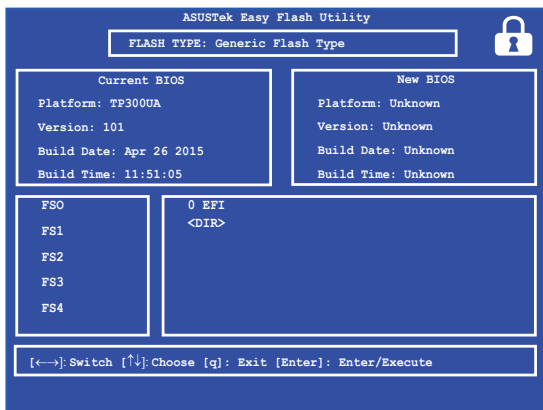 ASUSTek Easy Flash Utility
FLASH TYPE: Generic Flash Type
Current BIOS
Platform: TP300UA
Version: 101
Build Date: Apr 26 2015
Build Time: 11:51:05
New BIOS
Platform: Unknown
Version: Unknown
Build Date: Unknown
Build Time: Unknown
FSO
FS1
FS2
FS3
FS4
0 EFI
<DIR>
[←→]: Switch [↑↓]: Choose [q]: Exit [Enter]: Enter/Execute